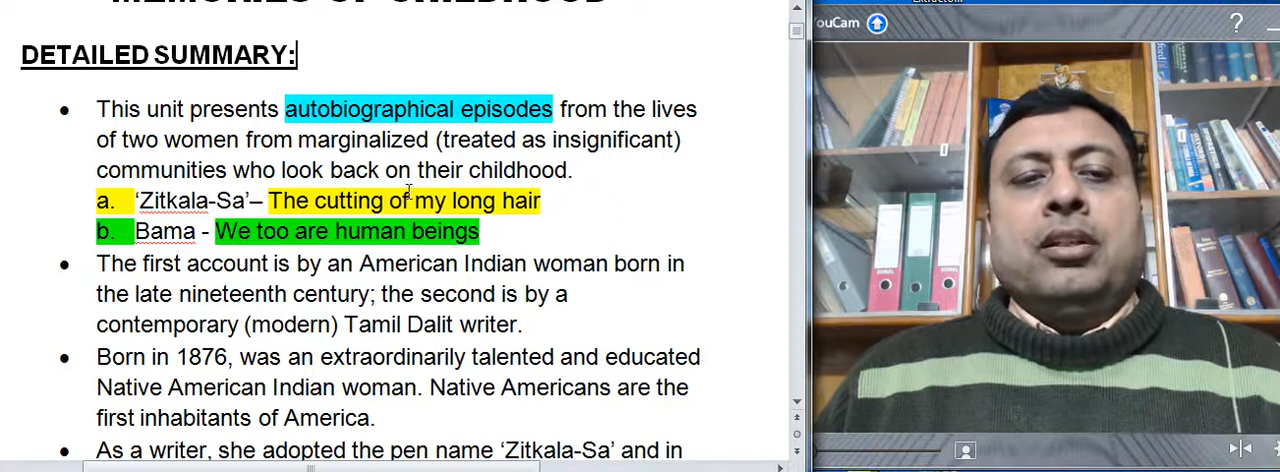 MEMORIES OF CHILDHOOD
DETAILED SUMMARY:
• This unit presents autobiographical episodes from the lives
of two women from marginalized (treated as insignificant)
communities who look back on their childhood.
a. ‘Zitkala-Sa’– The cutting of my long hair
b. Bama - We too are human beings
• The first account is by an American Indian woman born in
the late nineteenth century; the second is by a
contemporary (modern) Tamil Dalit writer.
• Born in 1876, was an extraordinarily talented and educated
Native American Indian woman. Native Americans are the
first inhabitants of America.
• As a writer, she adopted the pen name ‘Zitkala-Sa’ and in
YouCam
?